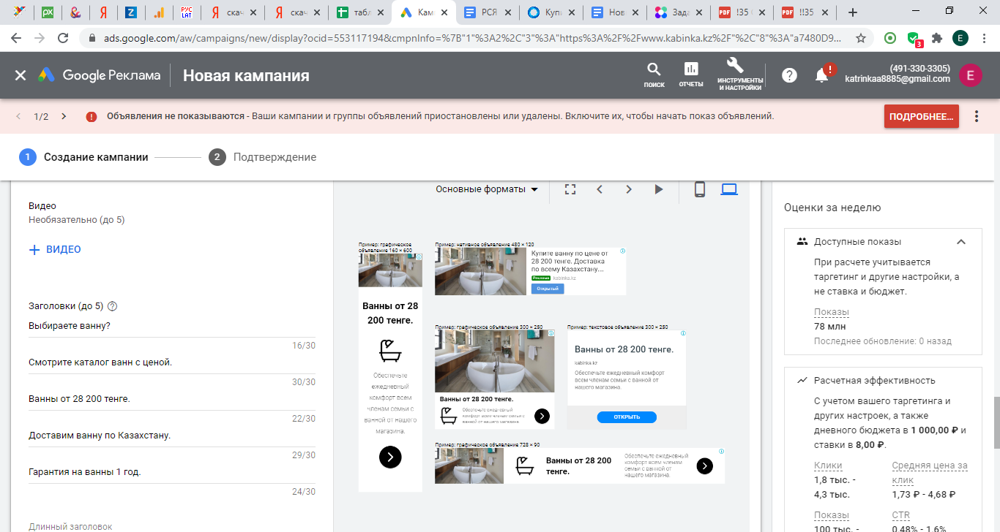 скач
скач
табл
Кам
РСЯ
Купи
Нов
Зада
!35
!!35
ads.google.com/aw/campaigns/new/display?ocid=553117194&cmpnInfo=%7B"1"%3A2%2C"3"%3A"https%3A%2F%2Fwww.kabinka.kz%2F"%2C"8"%3A"a7480D9...
3
E
Google Реклама
Новая кампания
ПОИСК
ОТЧЕТЫ
ИНСТРУМЕНТЫ И НАСТРОЙКИ
(491-330-3305)
katrinkaa8885@gmail.com
E
1/2
Объявления не показываются - Ваши кампании и группы объявлений приостановлены или удалены. Включите их, чтобы начать показ объявлений.
ПОДРОБНЕЕ...
1 Создание кампании
2 Подтверждение
Видео
Необязательно (до 5)
+ ВИДЕО
Заголовки (до 5)
Выбираете ванну?
16/30
Смотрите каталог ванн с ценой.
30/30
Ванны от 28 200 тенге.
22/30
Доставим ванну по Казахстану.
29/30
Гарантия на ванны 1 год.
24/30
Длинный заголовок
Основные форматы
Пример: графическое
объявление 160 × 600
Ванны от 28
200 тенге.
Обеспечьте
ежедневный
комфорт всем
членам семьи с
ванной от нашего
магазина.
Пример: нативное объявление 480 × 120
Купите ванну по цене от
28 200 тенге. Доставка
по всему Казахстану...
Реклама kabinka.kz
Открытый
Пример: графическое объявление 300 × 250
Ванны от 28 200 тенге.
Обеспечьте ежедневный
комфорт всем членам семьи с
ванной от нашего магазина.
Пример: текстовое объявление 300 × 250
Ванны от 28 200 тенге.
kabinka.kz
Обеспечьте ежедневный комфорт
всем членам семьи с ванной от
нашего магазина.
ОТКРЫТЬ
Пример: графическое объявление 728 × 90
Ванны от 28 200
тенге.
Обеспечьте ежедневный
комфорт всем членам
семьи с ванной от
нашего магазина.
Оценки за неделю
Доступные показы
При расчете учитывается
таргетинг и другие настройки, а
не ставка и бюджет.
Показы
78 млн
Последнее обновление: 0 назад
Расчетная эффективность
С учетом вашего таргетинга и
других настроек, а также
дневного бюджета в 1 000,00 ₽ и
ставки в 8,00 ₽.
Клики
1,8 тыс. -
4,3 тыс.
Средняя цена за
клик
1,73 ₽ - 4,68 ₽
Показы
100 тыс. -
CTR
0,48% - 1,6%